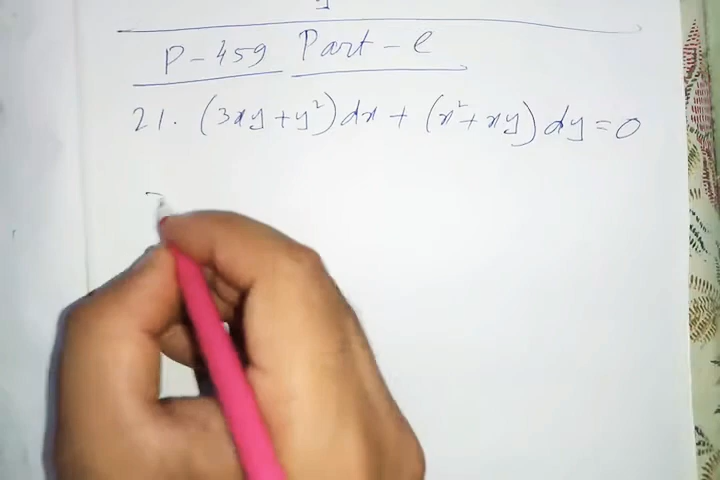 P-459 Part-e
21. (3xy+y²)dx + (x²+xy)dy=0